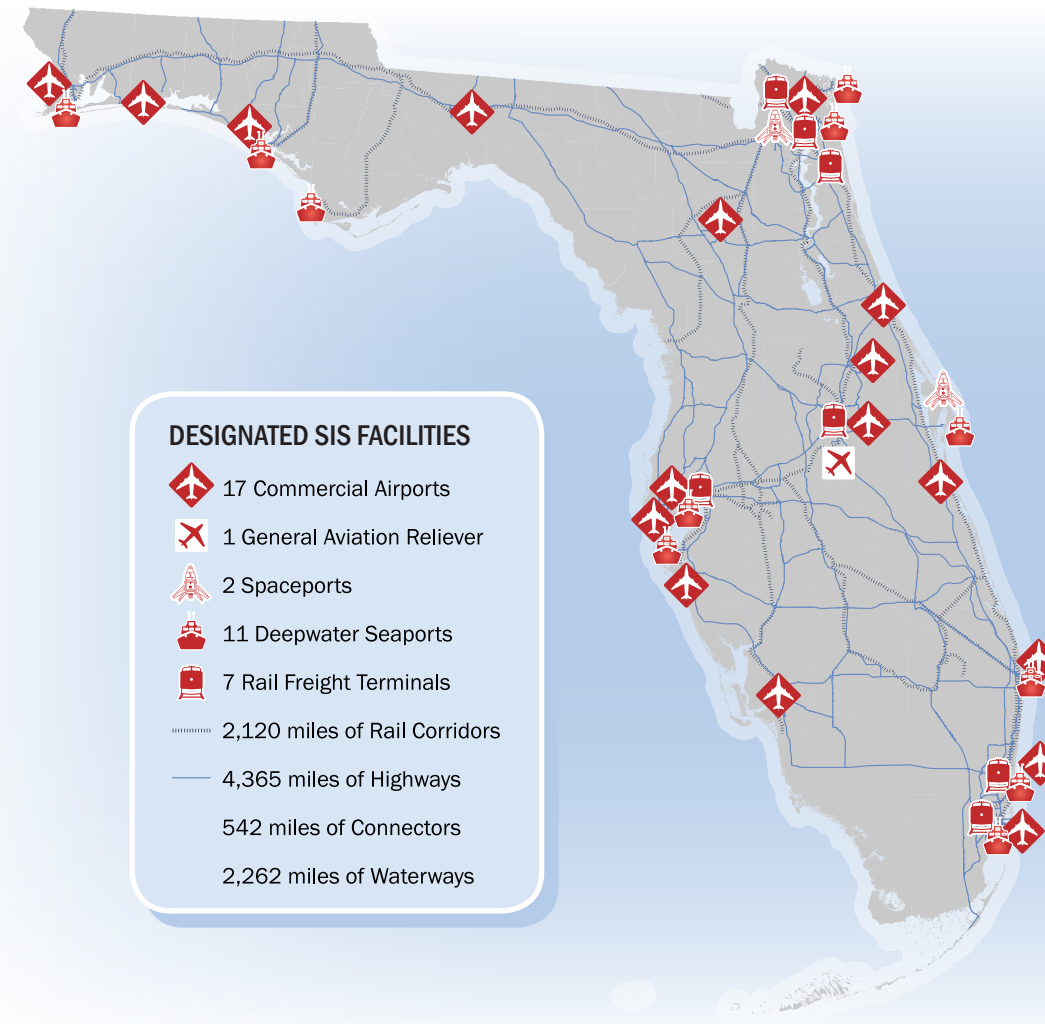 DESIGNATED SIS FACILITIES
17 Commercial Airports
1 General Aviation Reliever
2 Spaceports
11 Deepwater Seaports
7 Rail Freight Terminals
2,120 miles of Rail Corridors
4,365 miles of Highways
542 miles of Connectors
2,262 miles of Waterways